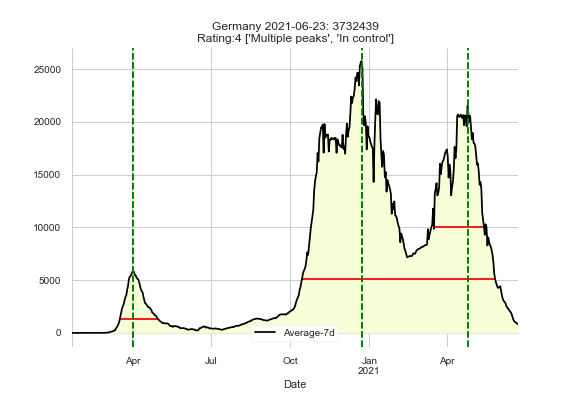 Germany 2021-06-23: 3732439
Rating:4 ['Multiple peaks', 'In control']
25000
20000
15000
10000
5000
0
Average-7d
Apr
Jul
Oct
Jan
2021
Apr
Date